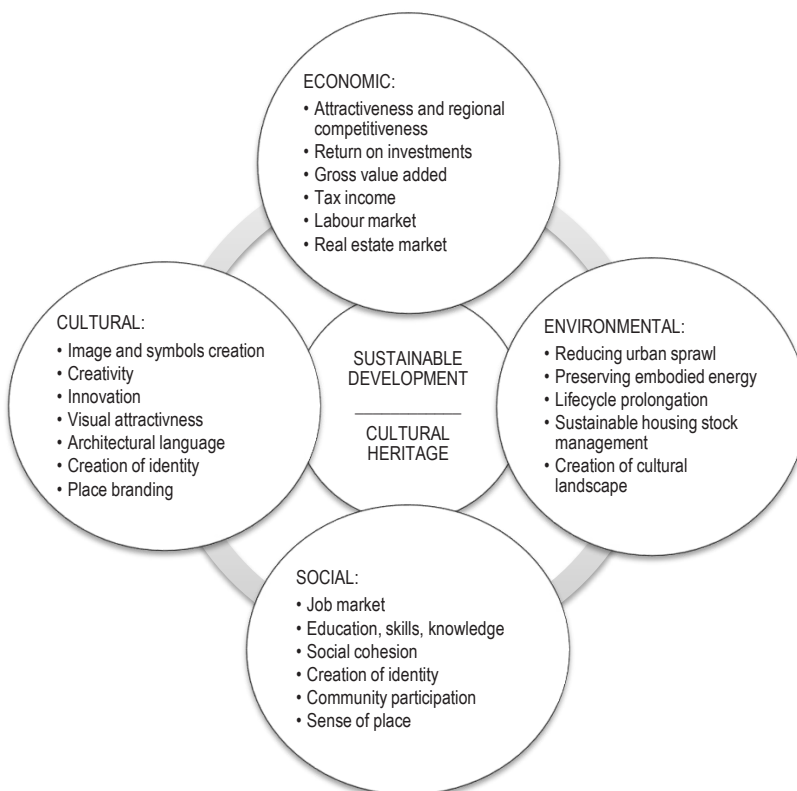 ECONOMIC:
• Attractiveness and regional
competitiveness
• Return on investments
• Gross value added
• Tax income
• Labour market
• Real estate market
CULTURAL:
• Image and symbols creation
• Creativity
• Innovation
• Visual attractivness
• Architectural language
• Creation of identity
• Place branding
SUSTAINABLE
DEVELOPMENT
CULTURAL
HERITAGE
ENVIRONMENTAL:
• Reducing urban sprawl
• Preserving embodied energy
• Lifecycle prolongation
• Sustainable housing stock
management
• Creation of cultural
landscape
SOCIAL:
• Job market
• Education, skills, knowledge
• Social cohesion
• Creation of identity
• Community participation
• Sense of place